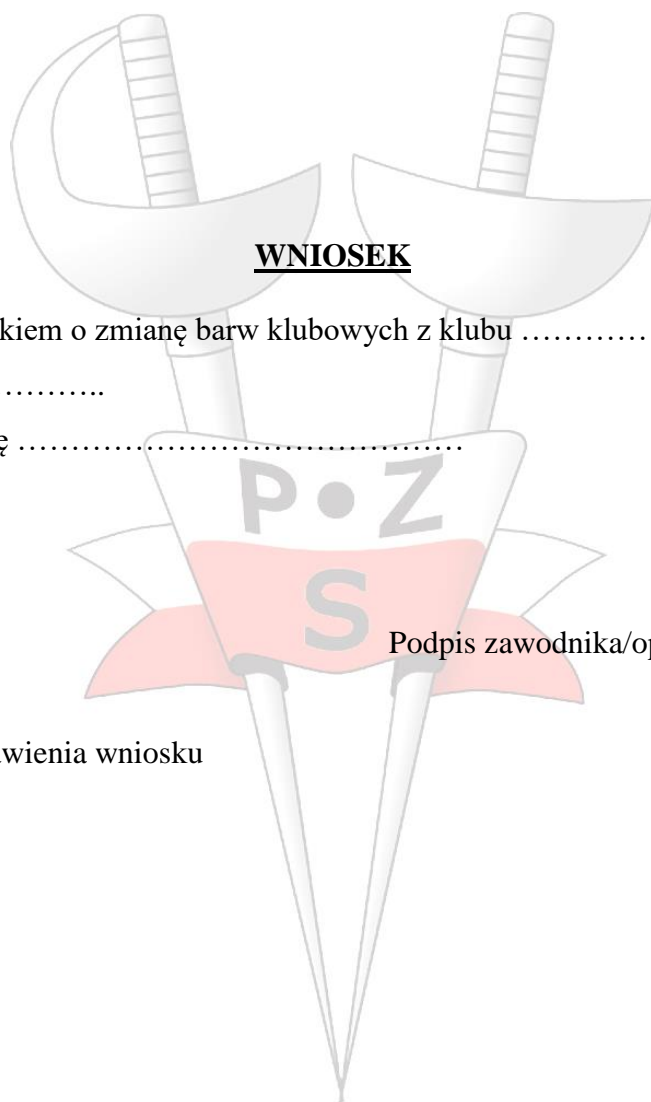 WNIOSEK
kiem o zmianę barw klubowych z klubu ………… .
………..
ę ……………………………………
P•Z
S
Podpis zawodnika/op
wienia wniosku